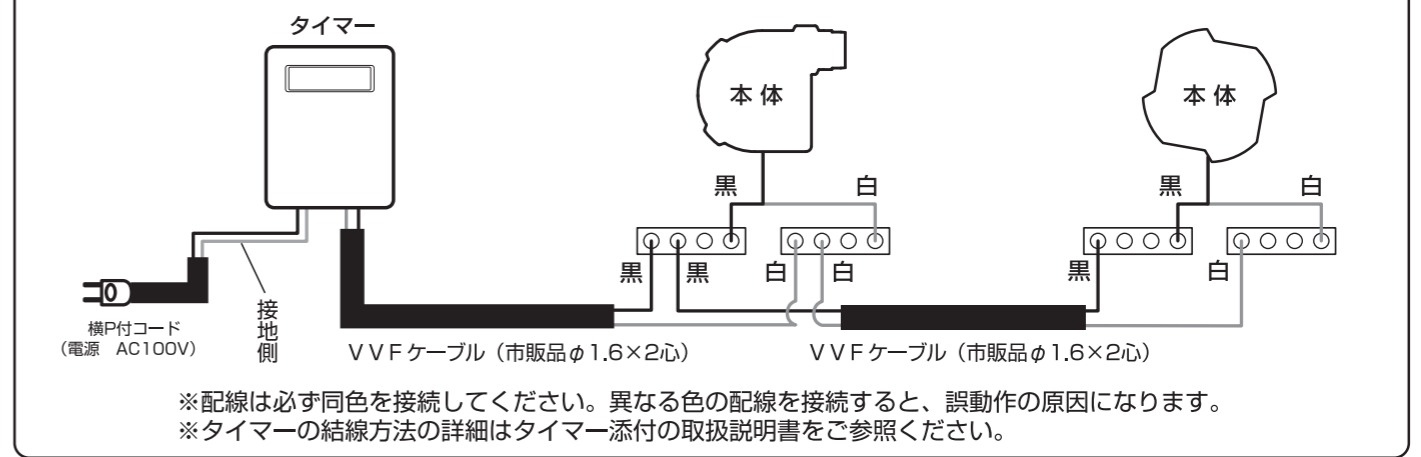 タイマー
本体
本体
黒
白
黒
白
黒
黒
白
白
黒
白
接地側
横P付コード
（電源　AC100V）
VVFケーブル（市販品φ1.6×2心）
VVFケーブル（市販品φ1.6×2心）
※配線は必ず同色を接続してください。異なる色の配線を接続すると、誤動作の原因になります。
※タイマーの結線方法の詳細はタイマー添付の取扱説明書をご参照ください。